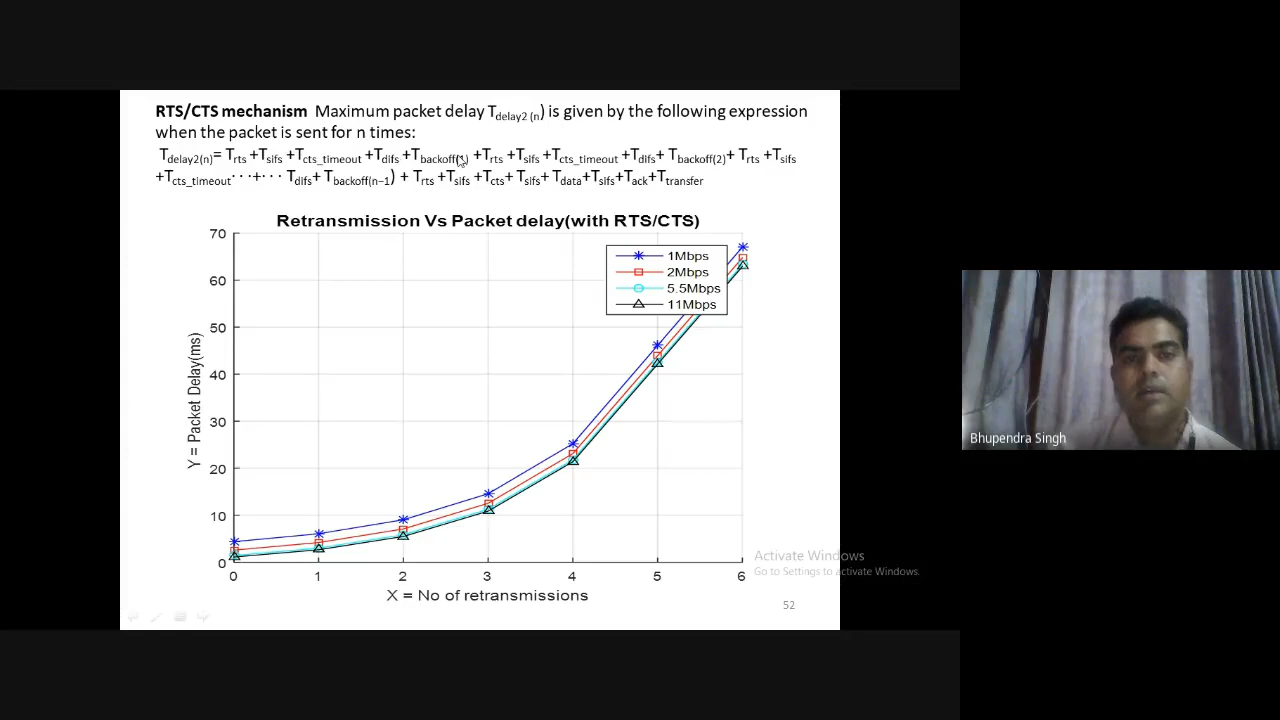 RTS/CTS mechanism Maximum packet delay Tdelay2 (n) is given by the following expression
when the packet is sent for n times:
Tdelay2(n)= Trts +Tsifs +Tcts_timeout +Tdifs +Tbackoff(1) +Trts +Tsifs +Tcts_timeout +Tdifs+ Tbackoff(2)+ Trts +Tsifs
+Tcts_timeout· · ·+· · · Tdifs+ Tbackoff(n−1) + Trts +Tsifs +Tcts+ Tsifs+ Tdata+Tsifs+Tack+Ttransfer
Retransmission Vs Packet delay(with RTS/CTS)
70
60
50
40
30
20
10
0
Y = Packet Delay(ms)
1Mbps
2Mbps
5.5Mbps
11Mbps
0 1 2 3 4 5 6
X = No of retransmissions
Activate Windows
Go to Settings to activate Windows.
52
Bhupendra Singh